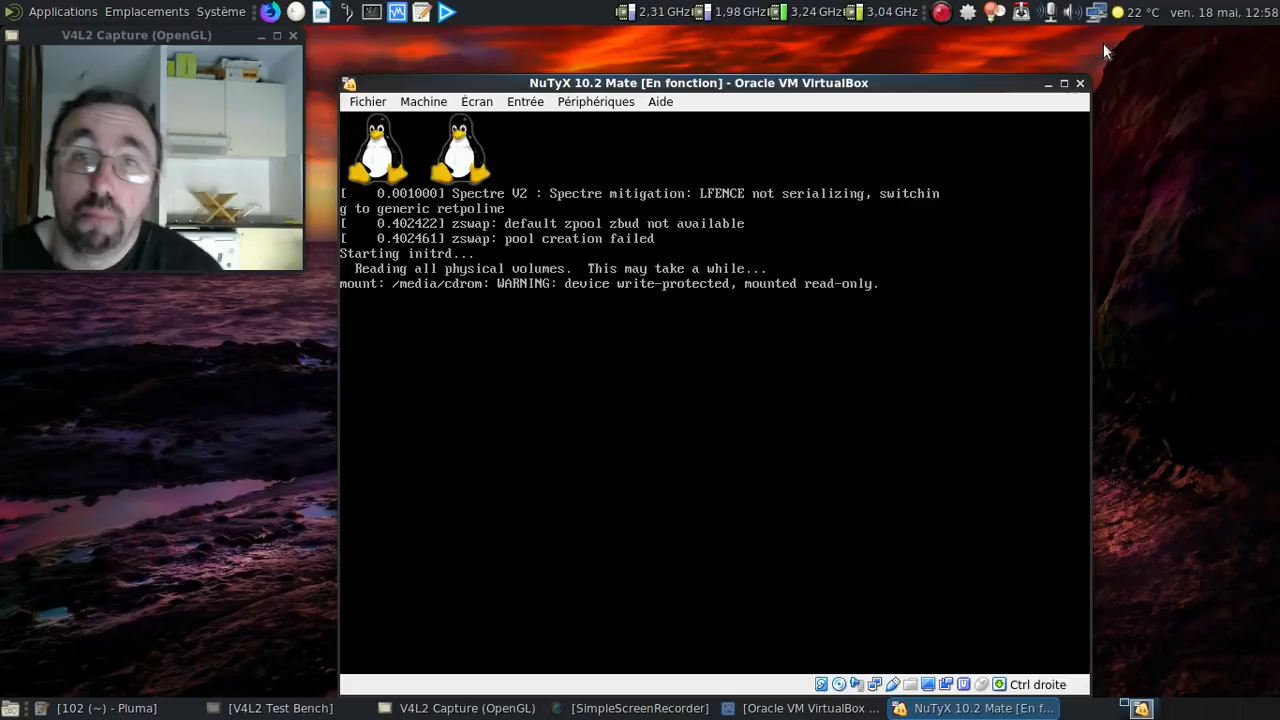 Applications Emplacements Système 2,31 GHz 1,98 GHz 3,24 GHz 3,04 GHz 22 °C ven. 18 mai, 12:58
V4L2 Capture (OpenGL)
NuTyX 10.2 Mate [En fonction] - Oracle VM VirtualBox
Fichier Machine Écran Entrée Périphériques Aide
[    0.001000] Spectre V2 : Spectre mitigation: LFENCE not serializing, switchin
g to generic retpoline
[    0.402422] zswap: default zpool zbud not available
[    0.402461] zswap: pool creation failed
Starting initrd...
  Reading all physical volumes.  This may take a while...
mount: /media/cdrom: WARNING: device write-protected, mounted read-only.
Ctrl droite
[102 (~) - Pluma] [V4L2 Test Bench] V4L2 Capture (OpenGL) [SimpleScreenRecorder] [Oracle VM VirtualBox ... NuTyX 10.2 Mate [En f...